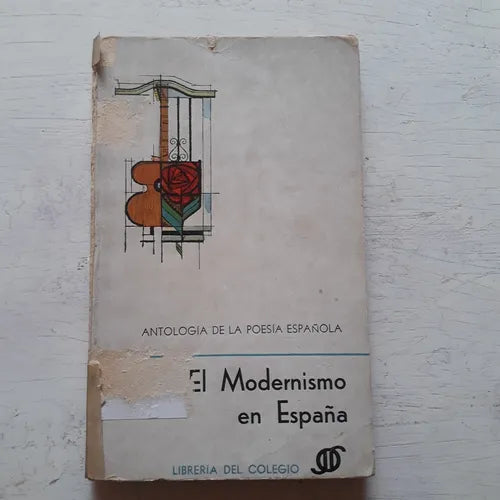 ANTOLOGÍA DE LA POESÍA ESPAÑOLA
El Modernismo
en España
LIBRERÍA DEL COLEGIO